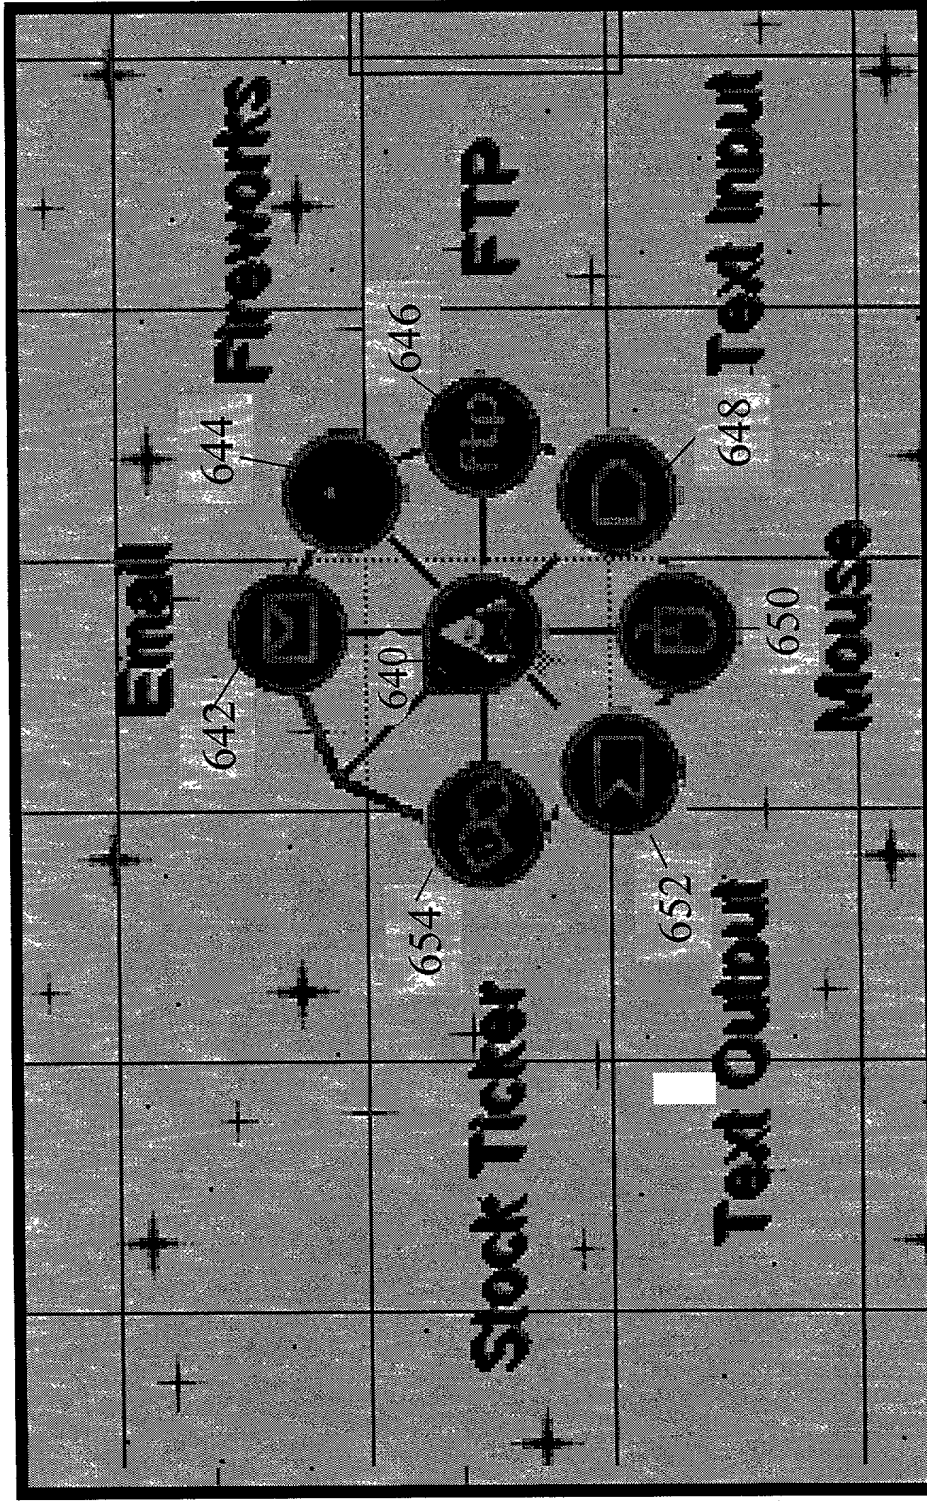 Email
642
Fireworks
644
640
FTP
646
ftp
Text Input
648
Mouse
650
Text Output
652
Stock Ticker
654